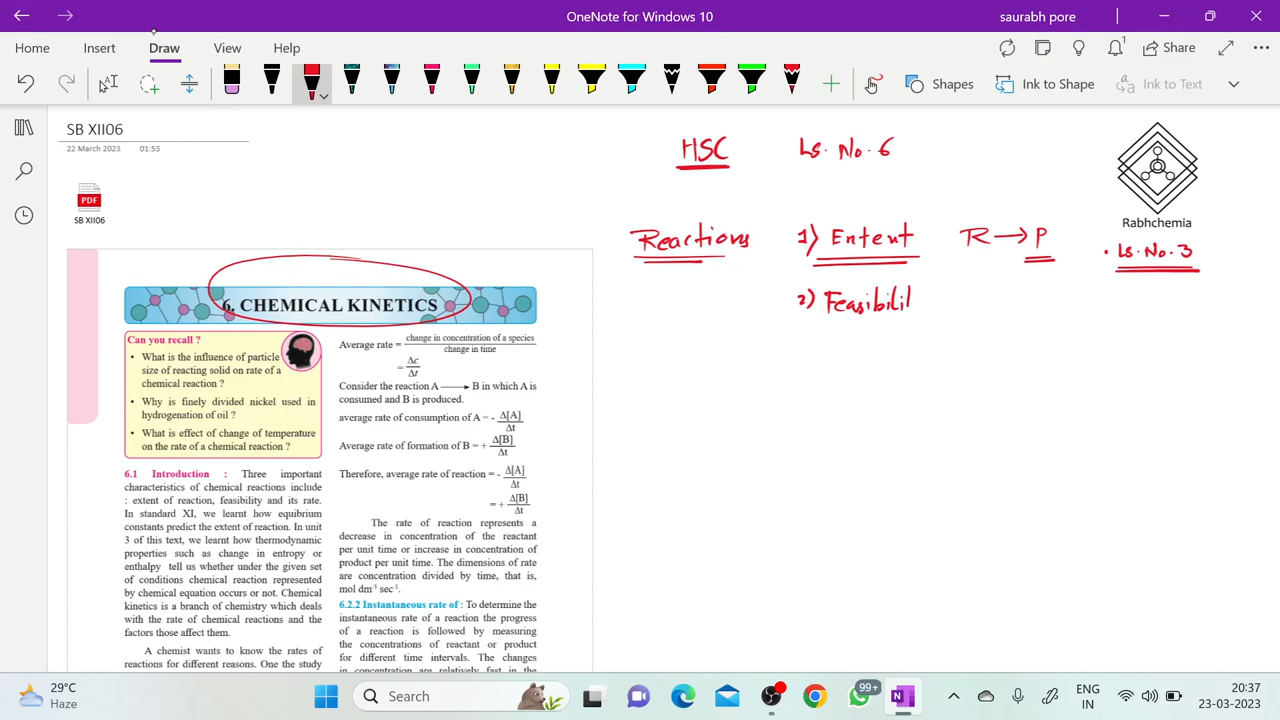 OneNote for Windows 10
saurabh pore
Home
Insert
Draw
View
Help
1
Share
Shapes
Ink to Shape
Ink to Text
SB XII06
22 March 2023
01:53
PDF
SB XII06
HSC
Ls. No. 6
Rabhchemia
Reactions
1) Extent
R → P
• Ls. No. 3
2) Feasibilit
6. CHEMICAL KINETICS
Can you recall ?
• What is the influence of particle
size of reacting solid on rate of a
chemical reaction ?
• Why is finely divided nickel used in
hydrogenation of oil ?
• What is effect of change of temperature
on the rate of a chemical reaction ?
6.1 Introduction : Three important
characteristics of chemical reactions include
: extent of reaction, feasibility and its rate.
In standard XI, we learnt how equibrium
constants predict the extent of reaction. In unit
3 of this text, we learnt how thermodynamic
properties such as change in entropy or
enthalpy tell us whether under the given set
of conditions chemical reaction represented
by chemical equation occurs or not. Chemical
kinetics is a branch of chemistry which deals
with the rate of chemical reactions and the
factors those affect them.
A chemist wants to know the rates of
reactions for different reasons. One the study
Average rate = change in concentration of a species
change in time
= Δc
Δt
Consider the reaction A → B in which A is
consumed and B is produced.
average rate of consumption of A = - Δ[A]
Δt
Average rate of formation of B = + Δ[B]
Δt
Therefore, average rate of reaction = - Δ[A]
Δt
= + Δ[B]
Δt
The rate of reaction represents a
decrease in concentration of the reactant
per unit time or increase in concentration of
product per unit time. The dimensions of rate
are concentration divided by time, that is,
mol dm⁻³ sec⁻¹.
6.2.2 Instantaneous rate of : To determine the
instantaneous rate of a reaction the progress
of a reaction is followed by measuring
the concentrations of reactant or product
for different time intervals. The changes
in concentration are relatively fast in the
29°C
Haze
Search
99+
ENG
IN
20:37
23-03-2023